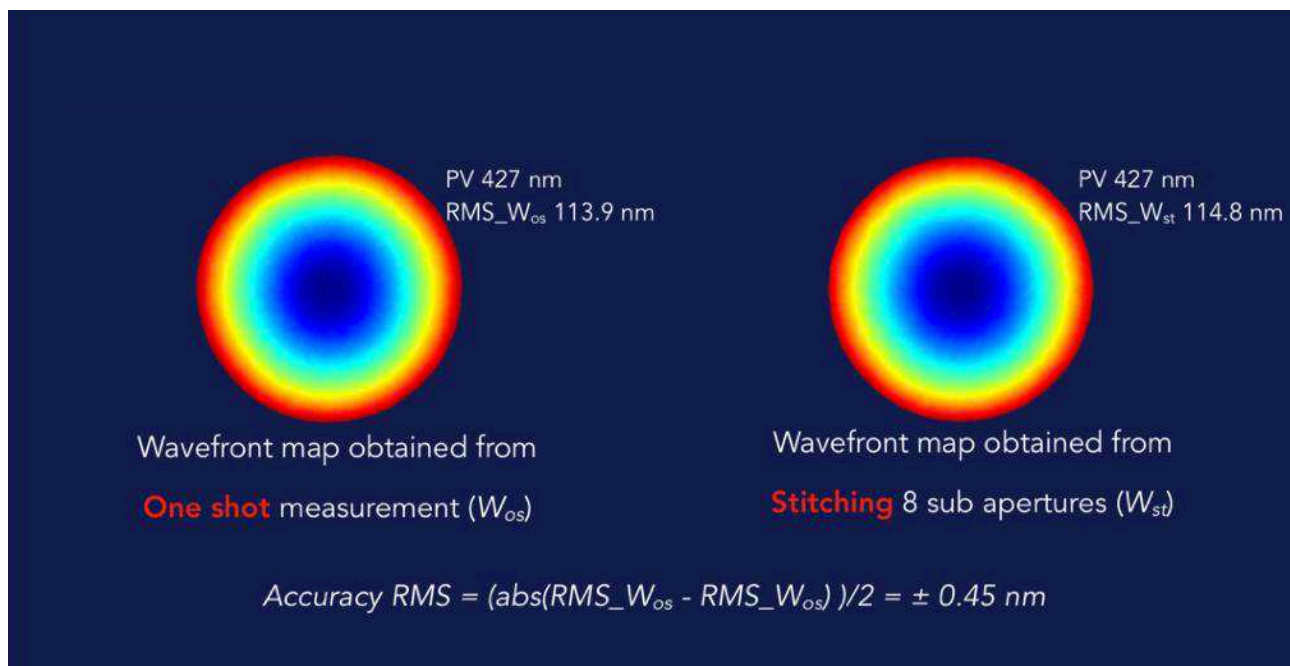 PV 427 nm
RMS_Wos 113.9 nm
PV 427 nm
RMS_Wst 114.8 nm
Wavefront map obtained from
One shot measurement (Wos)
Wavefront map obtained from
Stitching 8 sub apertures (Wst)
Accuracy RMS = (abs(RMS_Wos - RMS_Wos) )/2 = ± 0.45 nm